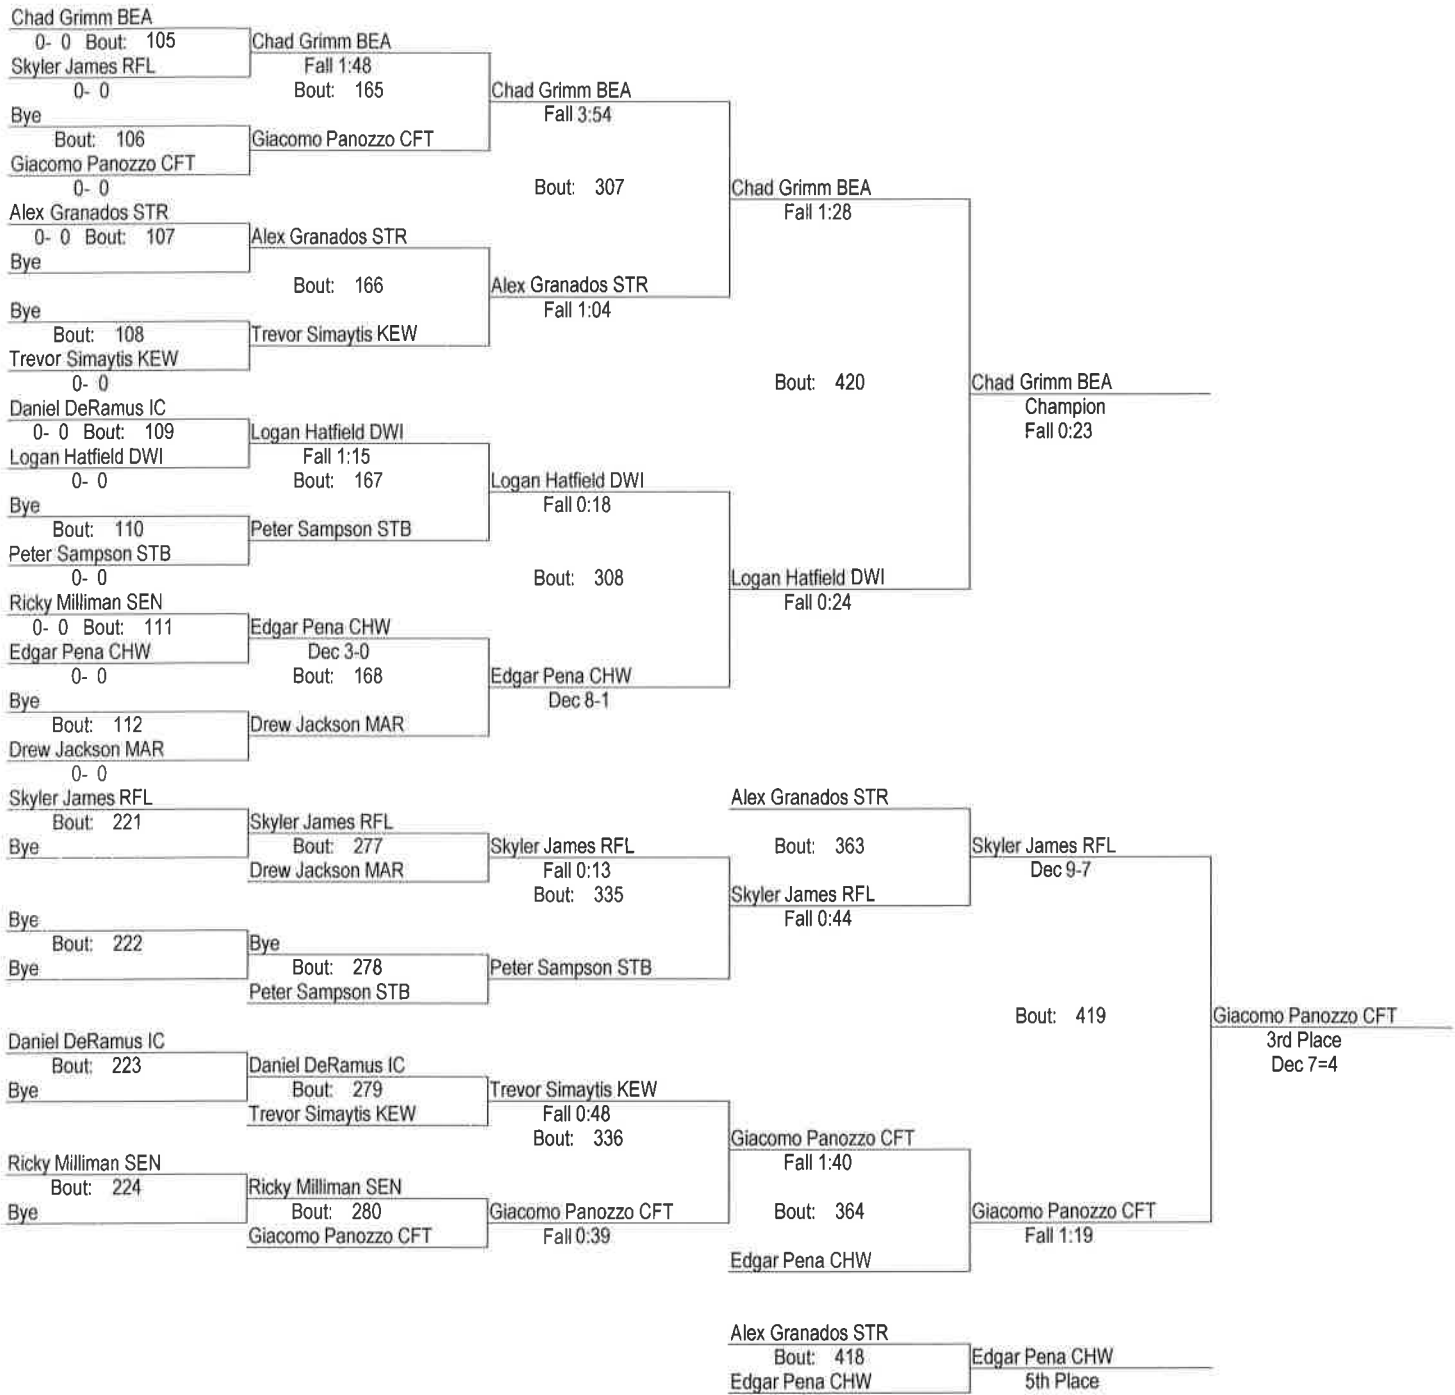 Chad Grimm BEA
0- 0 Bout: 105
Chad Grimm BEA
Skyler James RFL
Fall 1:48
0- 0
Bout: 165
Chad Grimm BEA
Bye
Fall 3:54
Bout: 106
Giacomo Panozzo CFT
Giacomo Panozzo CFT
0- 0
Bout: 307
Chad Grimm BEA
Alex Granados STR
Fall 1:28
0- 0 Bout: 107
Alex Granados STR
Bye
Bout: 166
Alex Granados STR
Bye
Fall 1:04
Bout: 108
Trevor Simaytis KEW
Trevor Simaytis KEW
0- 0
Bout: 420
Chad Grimm BEA
Daniel DeRamus IC
Champion
0- 0 Bout: 109
Logan Hatfield DWI
Fall 0:23
Logan Hatfield DWI
Fall 1:15
0- 0
Bout: 167
Logan Hatfield DWI
Bye
Fall 0:18
Bout: 110
Peter Sampson STB
Peter Sampson STB
0- 0
Bout: 308
Logan Hatfield DWI
Ricky Milliman SEN
Fall 0:24
0- 0 Bout: 111
Edgar Pena CHW
Edgar Pena CHW
Dec 3-0
0- 0
Bout: 168
Edgar Pena CHW
Bye
Dec 8-1
Bout: 112
Drew Jackson MAR
Drew Jackson MAR
0- 0
Skyler James RFL
Alex Granados STR
Bout: 221
Skyler James RFL
Bye
Bout: 277
Skyler James RFL
Bout: 363
Skyler James RFL
Drew Jackson MAR
Fall 0:13
Dec 9-7
Bout: 335
Skyler James RFL
Bye
Fall 0:44
Bout: 222
Bye
Bye
Bout: 278
Peter Sampson STB
Peter Sampson STB
Bout: 419
Giacomo Panozzo CFT
Daniel DeRamus IC
3rd Place
Bout: 223
Daniel DeRamus IC
Dec 7=4
Bye
Bout: 279
Trevor Simaytis KEW
Trevor Simaytis KEW
Fall 0:48
Bout: 336
Giacomo Panozzo CFT
Ricky Milliman SEN
Fall 1:40
Bout: 224
Ricky Milliman SEN
Bye
Bout: 280
Giacomo Panozzo CFT
Bout: 364
Giacomo Panozzo CFT
Giacomo Panozzo CFT
Fall 0:39
Fall 1:19
Edgar Pena CHW
Alex Granados STR
Bout: 418
Edgar Pena CHW
Edgar Pena CHW
5th Place